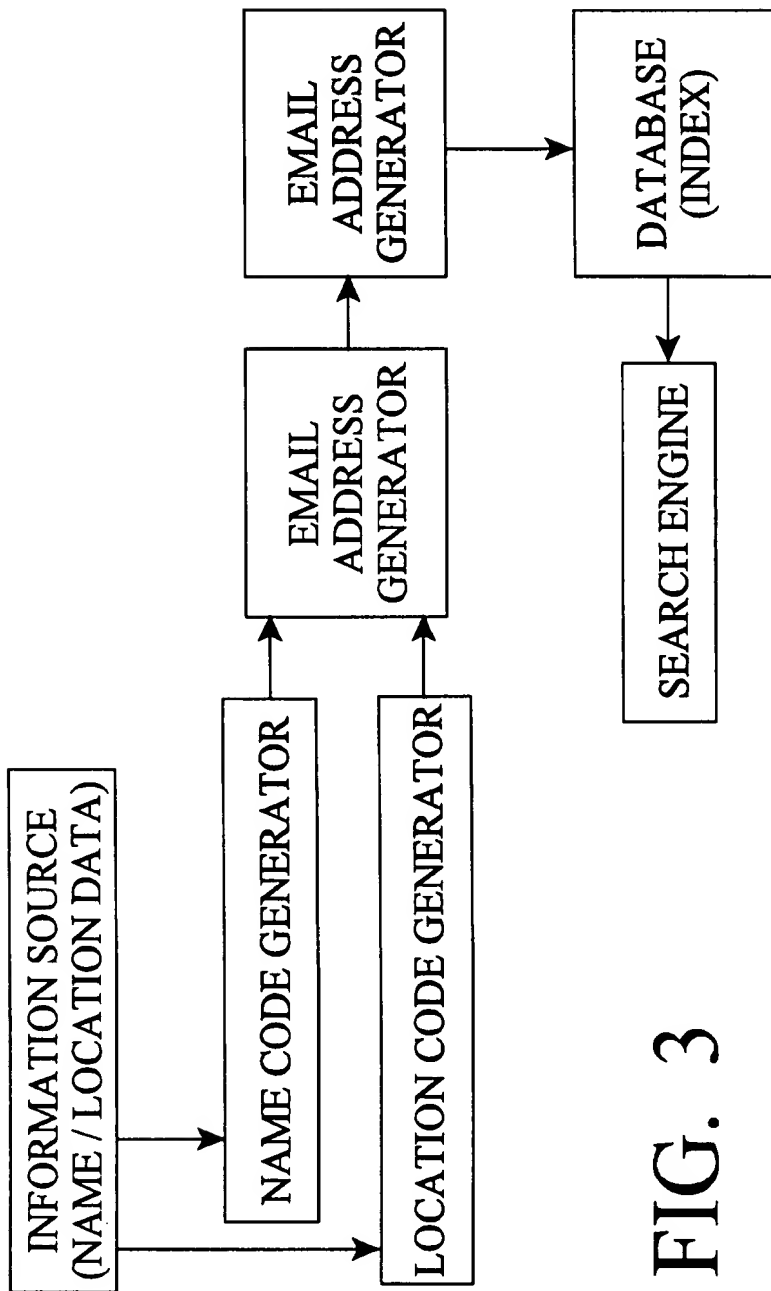 INFORMATION SOURCE
(NAME / LOCATION DATA)
NAME CODE GENERATOR
LOCATION CODE GENERATOR
EMAIL
ADDRESS
GENERATOR
EMAIL
ADDRESS
GENERATOR
DATABASE
(INDEX)
SEARCH ENGINE
FIG. 3